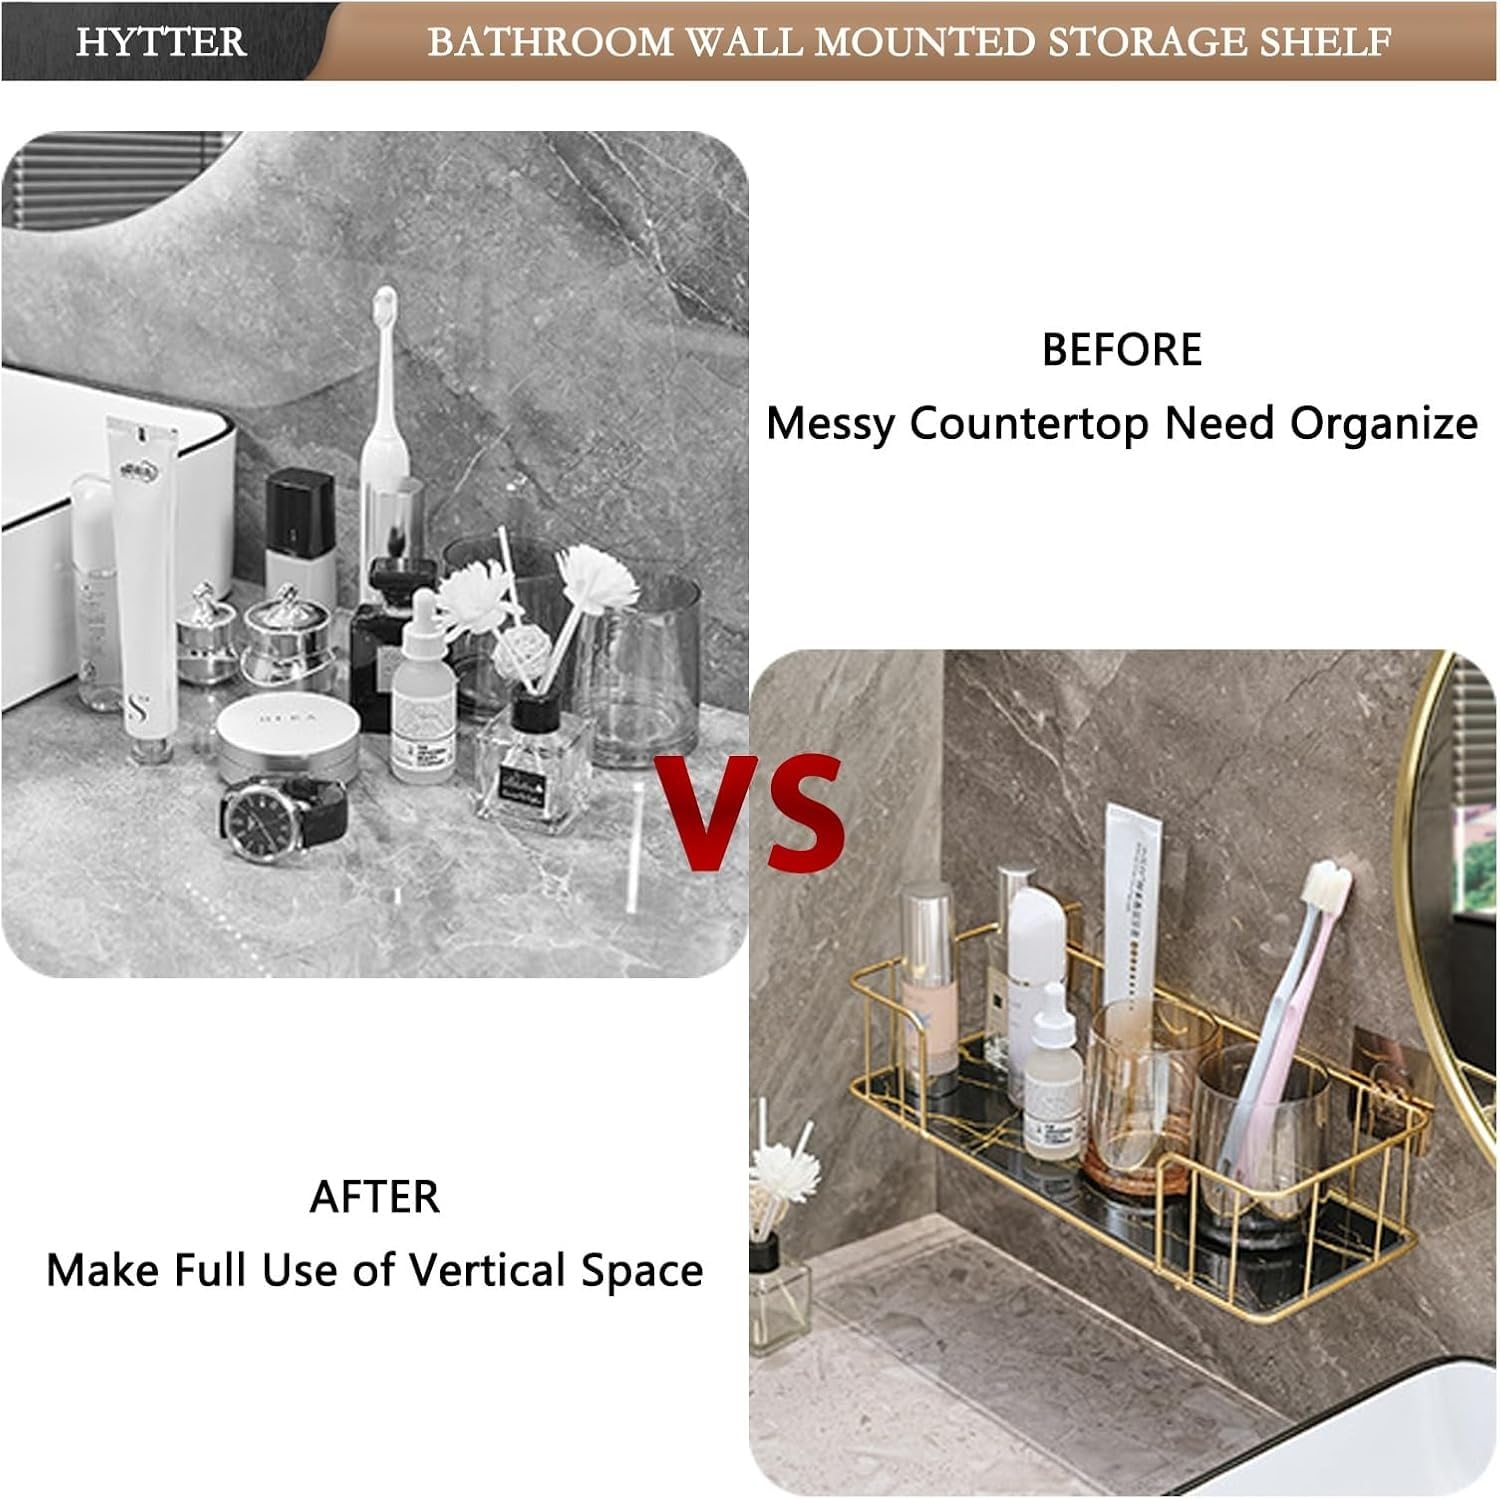 HYTTER
BATHROOM WALL MOUNTED STORAGE SHELF
BEFORE
Messy Countertop Need Organize
VS
AFTER
Make Full Use of Vertical Space